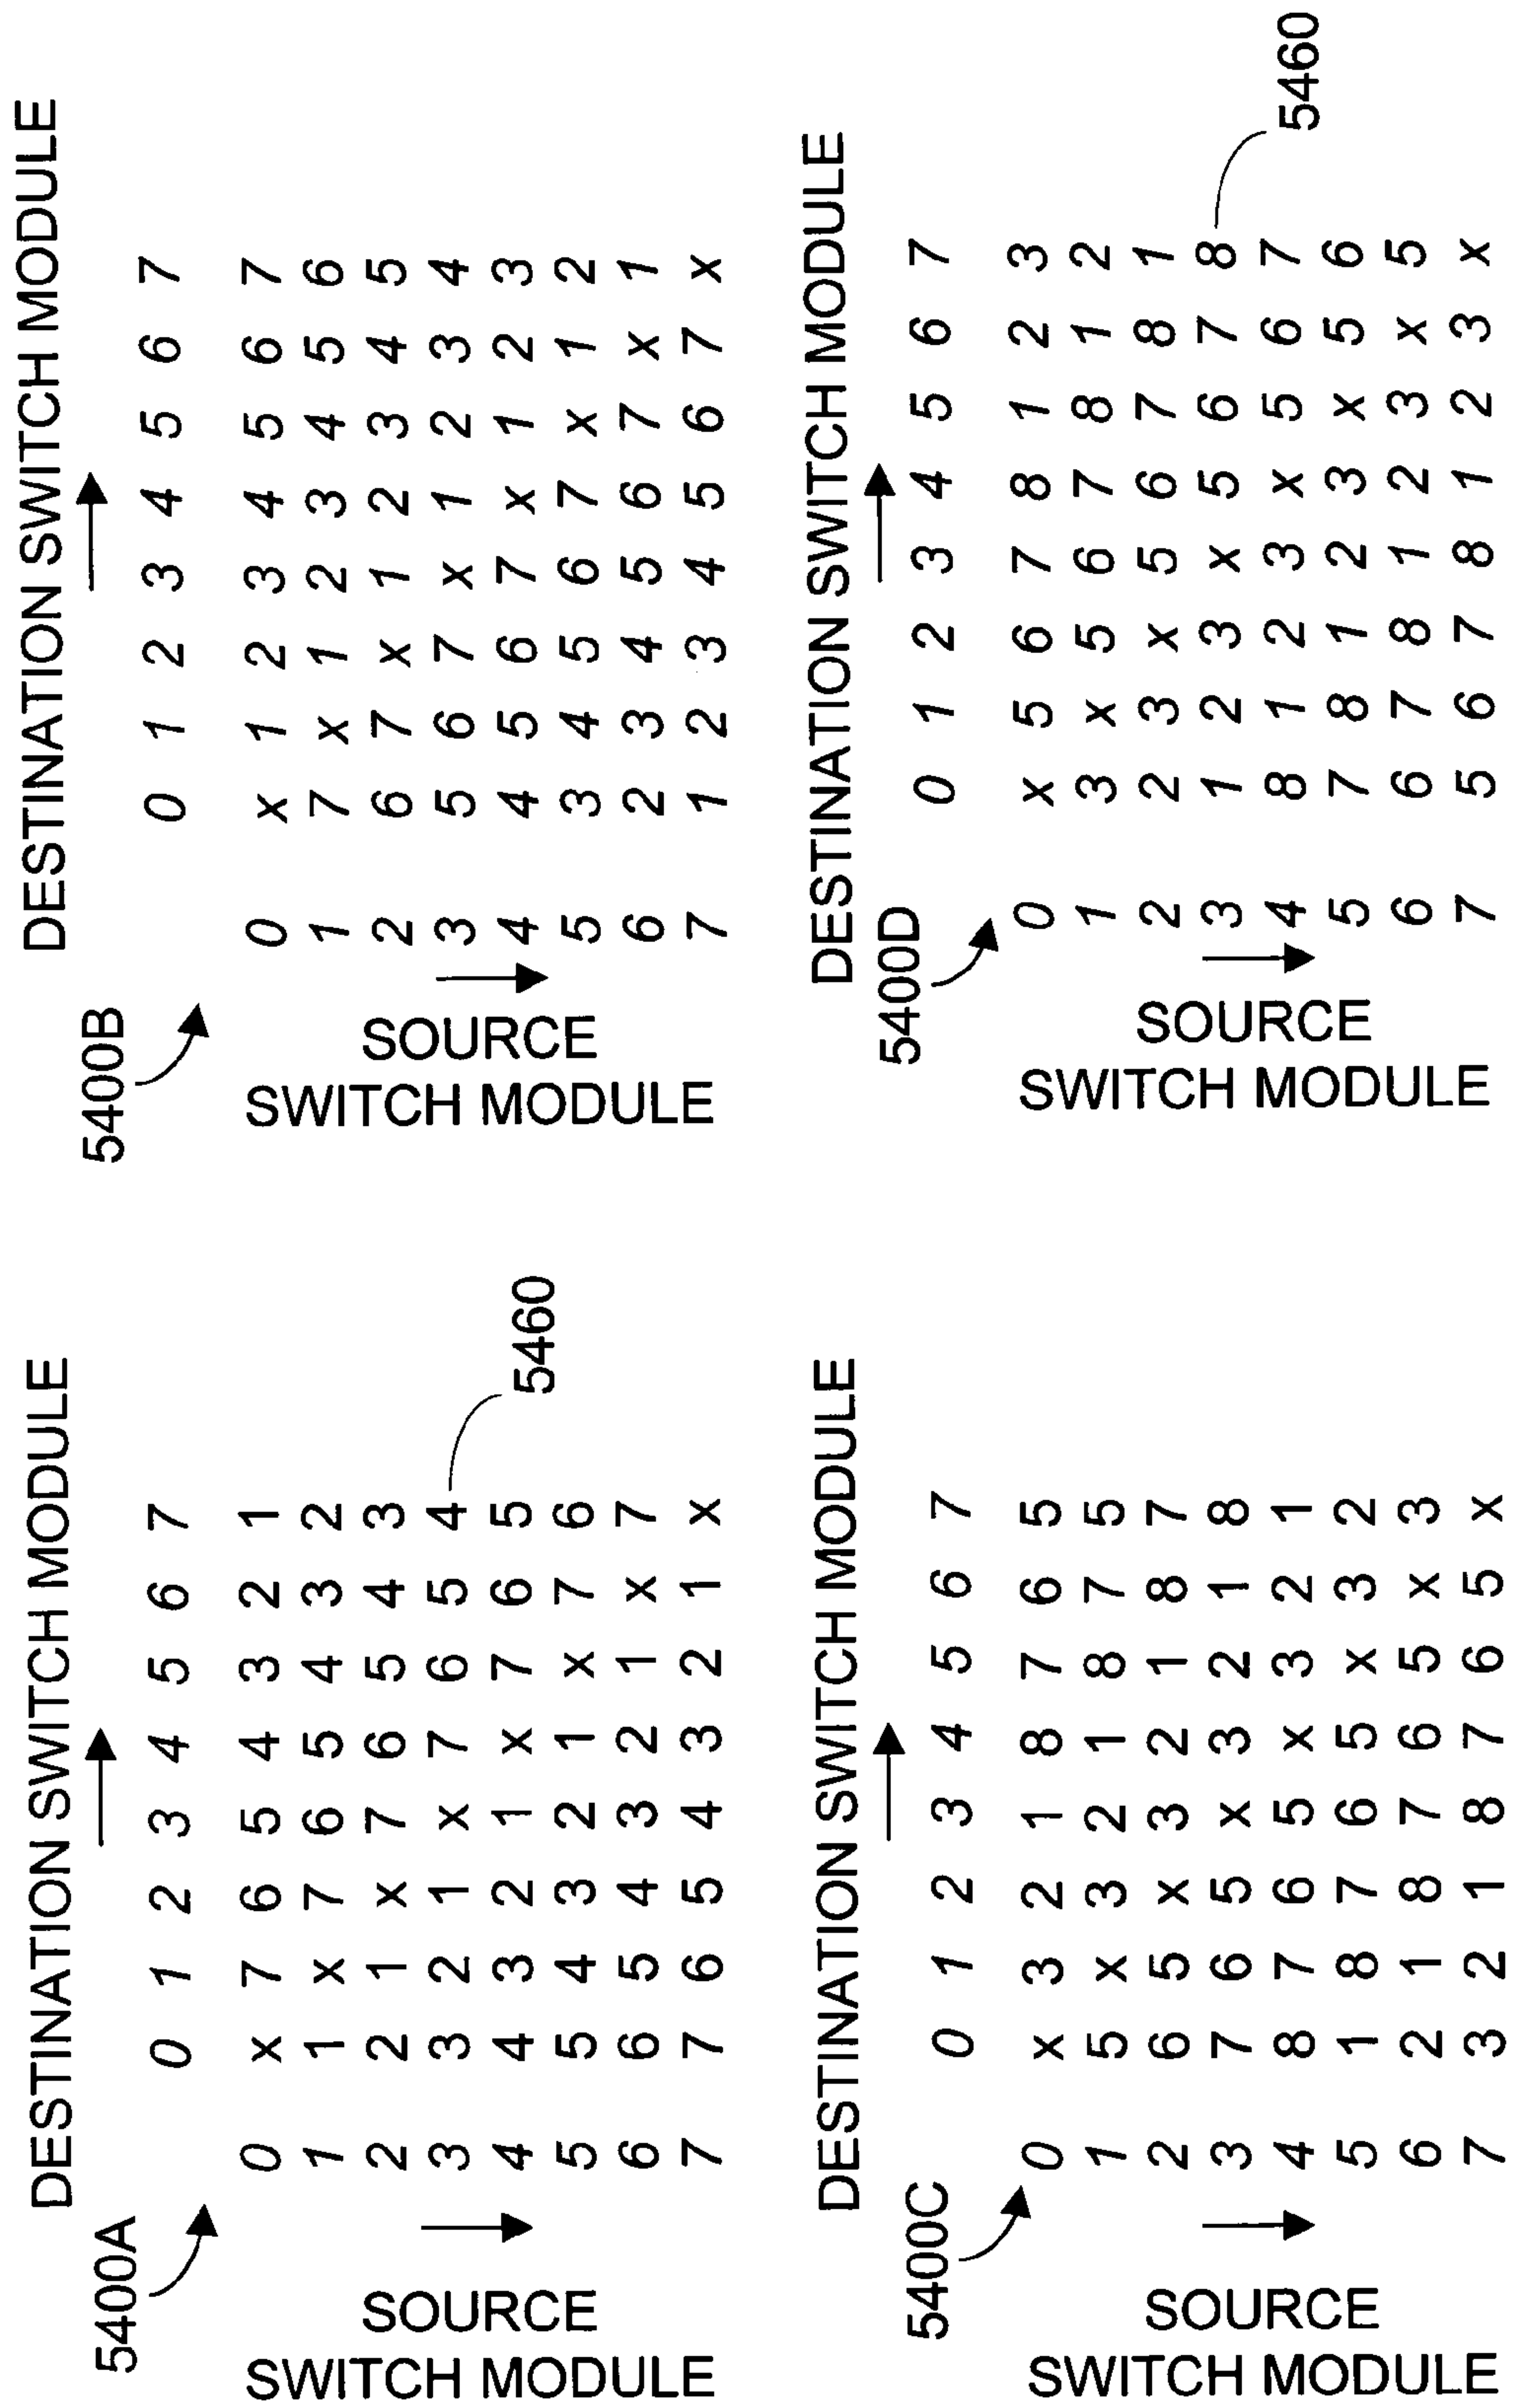 5400A
DESTINATION SWITCH MODULE
0 1 2 3 4 5 6 7
0 x 7 6 5 4 3 2 1
1 1 x 7 6 5 4 3 2
2 2 1 x 7 6 5 4 3
3 3 2 1 x 7 6 5 4
4 4 3 2 1 x 7 6 5
5 5 4 3 2 1 x 7 6
6 6 5 4 3 2 1 x 7
7 7 6 5 4 3 2 1 x
SOURCE
SWITCH MODULE
5460
5400B
DESTINATION SWITCH MODULE
0 1 2 3 4 5 6 7
0 x 1 2 3 4 5 6 7
1 7 x 1 2 3 4 5 6
2 6 7 x 1 2 3 4 5
3 5 6 7 x 1 2 3 4
4 4 5 6 7 x 1 2 3
5 3 4 5 6 7 x 1 2
6 2 3 4 5 6 7 x 1
7 1 2 3 4 5 6 7 x
SOURCE
SWITCH MODULE
5400C
DESTINATION SWITCH MODULE
0 1 2 3 4 5 6 7
0 x 3 2 1 8 7 6 5
1 5 x 3 2 1 8 7 5
2 6 5 x 3 2 1 8 7
3 7 6 5 x 3 2 1 8
4 8 7 6 5 x 3 2 1
5 1 8 7 6 5 x 3 2
6 2 1 8 7 6 5 x 3
7 3 2 1 8 7 6 5 x
SOURCE
SWITCH MODULE
5400D
DESTINATION SWITCH MODULE
0 1 2 3 4 5 6 7
0 x 5 6 7 8 1 2 3
1 3 x 5 6 7 8 1 2
2 2 3 x 5 6 7 8 1
3 1 2 3 x 5 6 7 8
4 8 1 2 3 x 5 6 7
5 7 8 1 2 3 x 5 6
6 6 7 8 1 2 3 x 5
7 5 6 7 8 1 2 3 x
SOURCE
SWITCH MODULE
5460